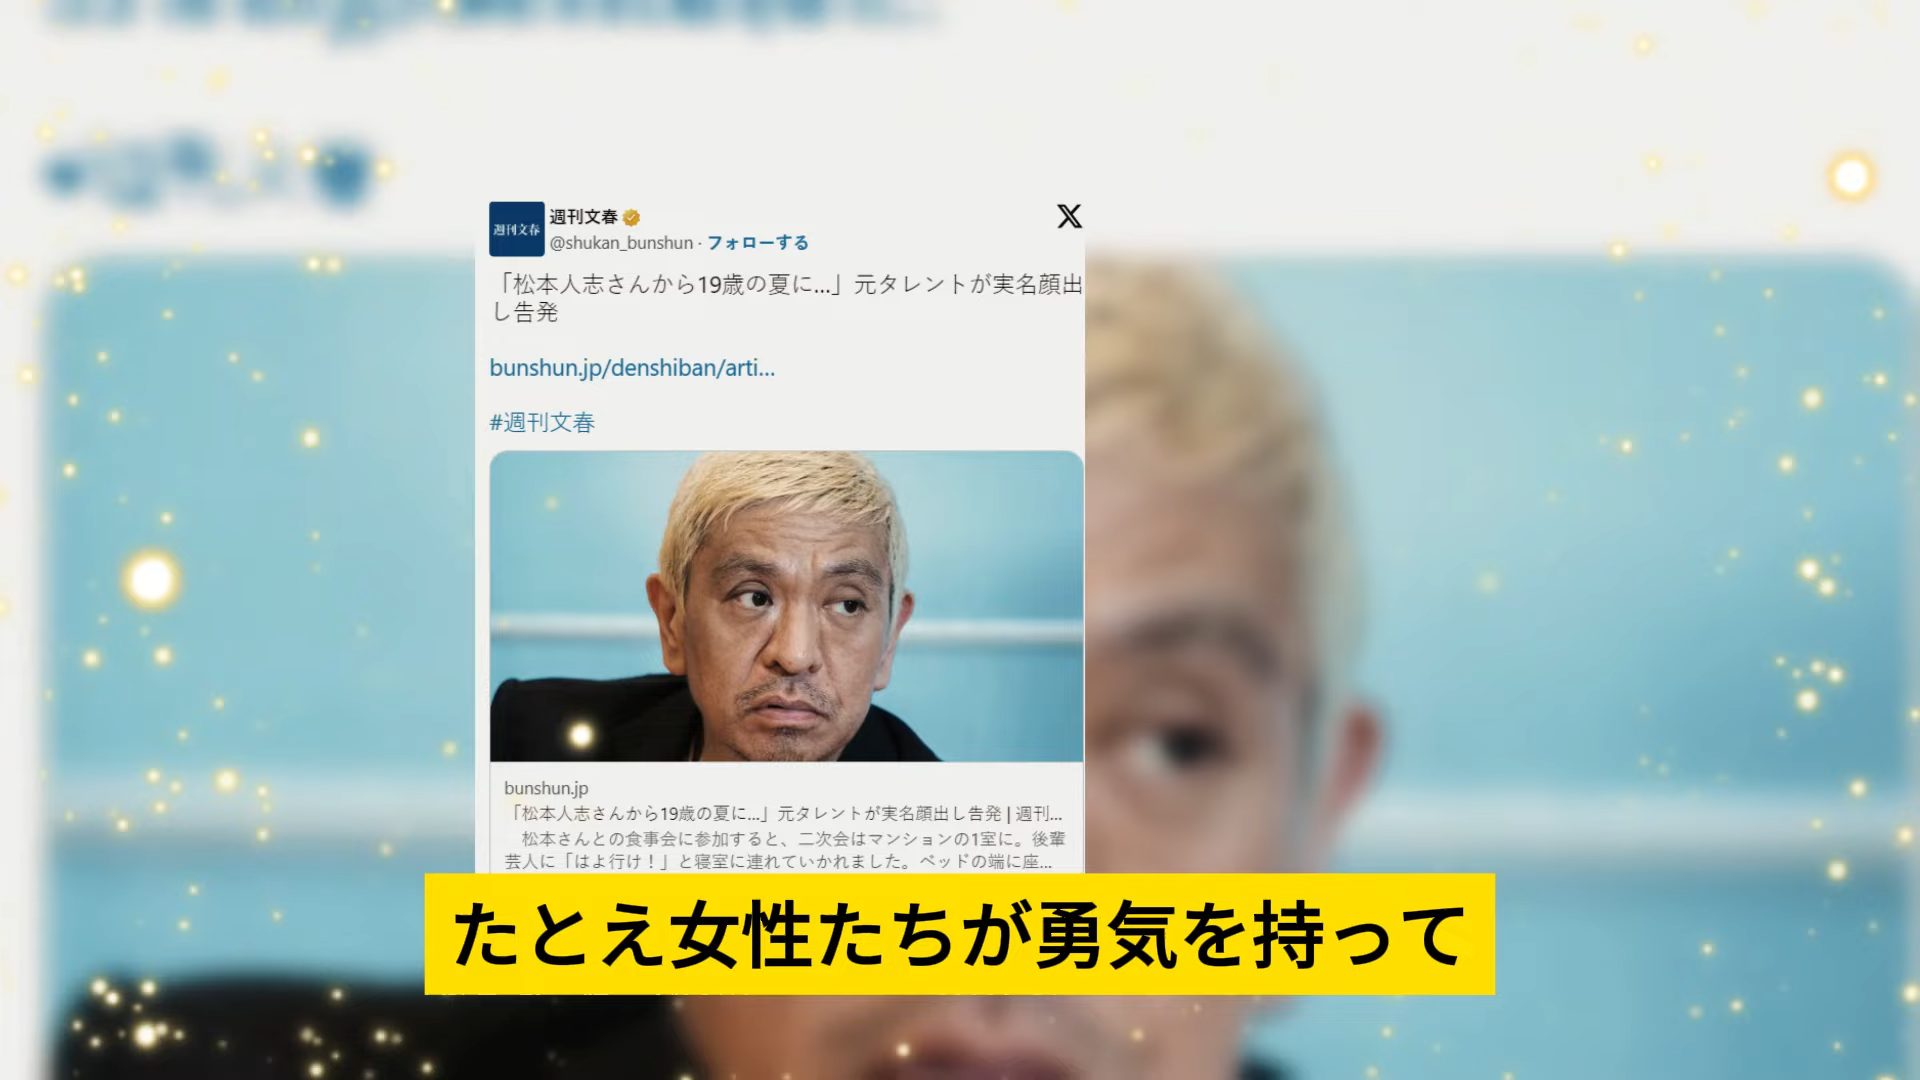 週刊文春
週刊文春
@shukan_bunshun · フォローする
「松本人志さんから19歳の夏に…」元タレントが実名顔出
し告発
bunshun.jp/denshiban/arti…
#週刊文春
bunshun.jp
「松本人志さんから19歳の夏に…」元タレントが実名顔出し告発 | 週刊…
松本さんとの食事会に参加すると、二次会はマンションの1室に。後輩
芸人に「はよ行け！」と寝室に連れていかれました。ベッドの端に座…
たとえ女性たちが勇気を持って